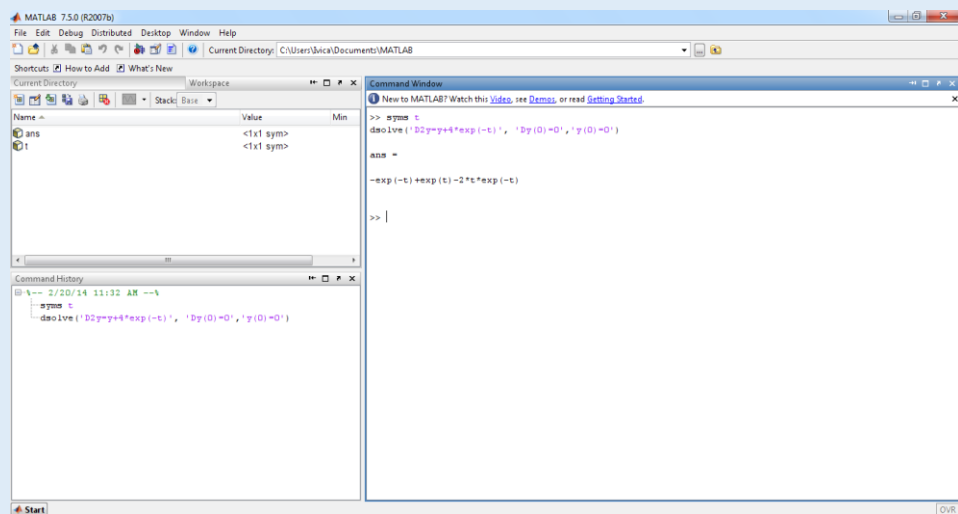 MATLAB 7.5.0 (R2007b)
File Edit Debug Distributed Desktop Window Help
Current Directory: C:\Users\Ivica\Documents\MATLAB
Shortcuts How to Add What's New
Current Directory Workspace
Stack: Base
Name Value Min
ans <1x1 sym>
t <1x1 sym>
Command History
%-- 2/20/14 11:32 AM --%
syms t
dsolve('D2y=y+4*exp(-t)', 'Dy(0)=0','y(0)=0')
Command Window
New to MATLAB? Watch this Video, see Demos, or read Getting Started.
>> syms t
dsolve('D2y=y+4*exp(-t)', 'Dy(0)=0','y(0)=0')
ans =
-exp(-t)+exp(t)-2*t*exp(-t)
>>
Start
OVR